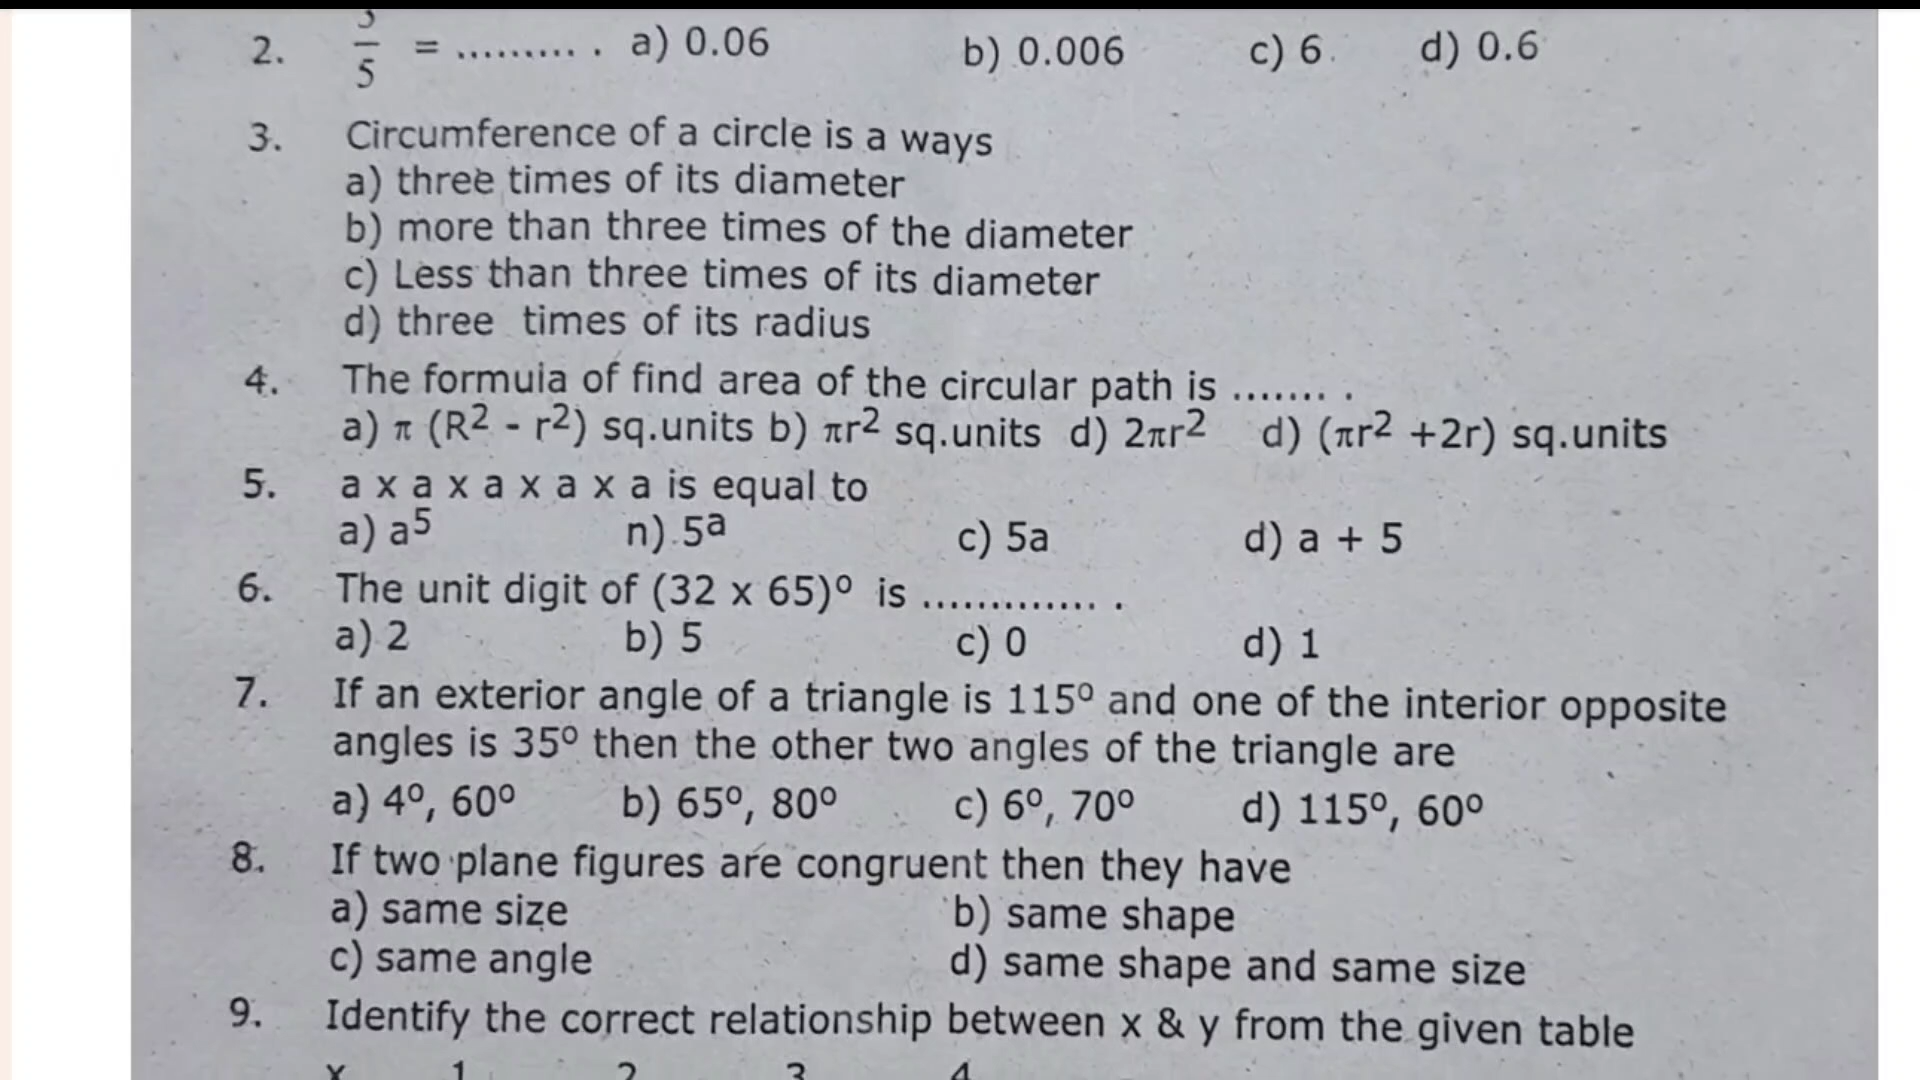 2. 3/5 = .......... . a) 0.06 b) 0.006 c) 6. d) 0.6
3. Circumference of a circle is a ways
a) three times of its diameter
b) more than three times of the diameter
c) Less than three times of its diameter
d) three times of its radius
4. The formuia of find area of the circular path is ....... .
a) π (R² - r²) sq.units b) πr² sq.units d) 2πr² d) (πr² +2r) sq.units
5. a x a x a x a x a is equal to
a) a⁵ n) 5ᵃ c) 5a d) a + 5
6. The unit digit of (32 x 65)º is ............. .
a) 2 b) 5 c) 0 d) 1
7. If an exterior angle of a triangle is 115º and one of the interior opposite
angles is 35º then the other two angles of the triangle are
a) 4º, 60º b) 65º, 80º c) 6º, 70º d) 115º, 60º
8. If two plane figures are congruent then they have
a) same size b) same shape
c) same angle d) same shape and same size
9. Identify the correct relationship between x & y from the given table
x 1 2 3 4